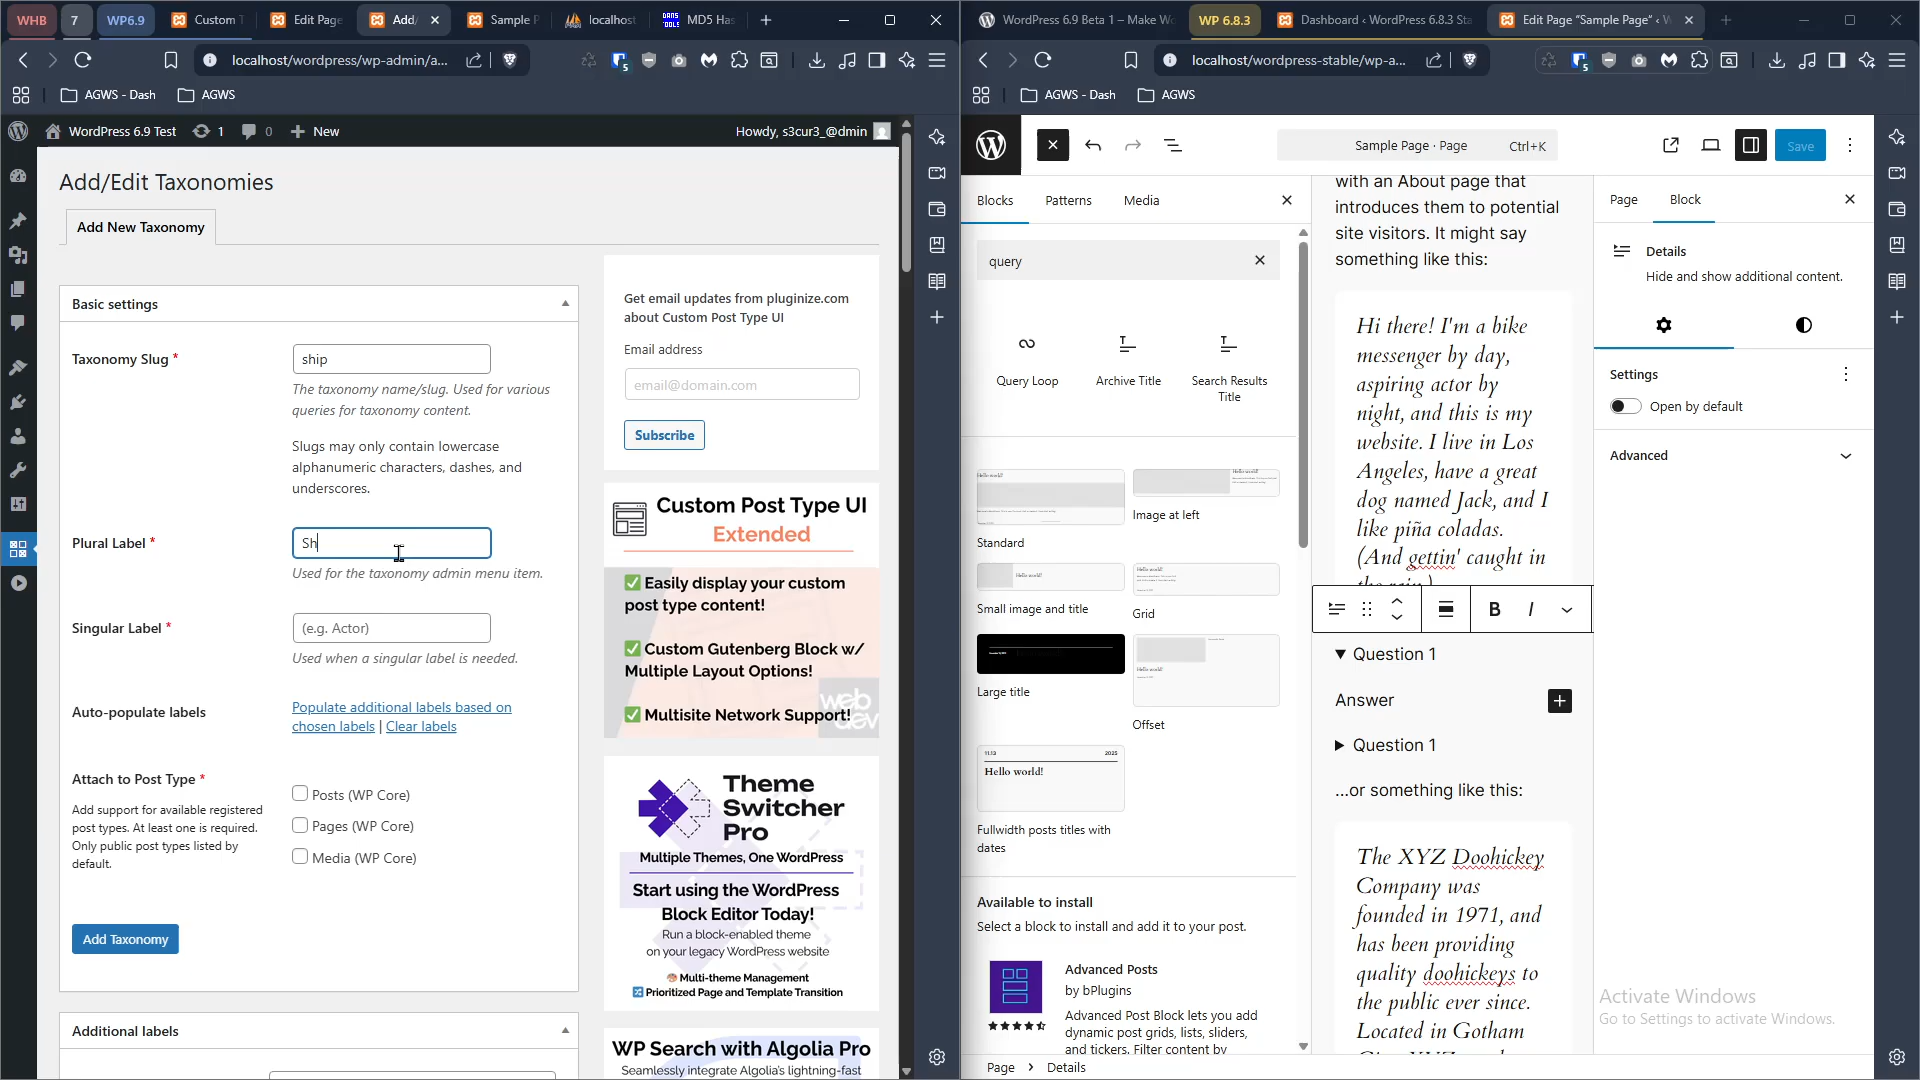 WHB
7
WP6.9
Custom T
Edit Page
Add/
Sample P
localhost
MD5 Has
localhost/wordpress/wp-admin/a...
AGWS - Dash
AGWS
WordPress 6.9 Test
1
0
New
Howdy, s3cur3_@dmin
Add/Edit Taxonomies
Add New Taxonomy
Basic settings
Taxonomy Slug *
ship
The taxonomy name/slug. Used for various
queries for taxonomy content.
Slugs may only contain lowercase
alphanumeric characters, dashes, and
underscores.
Plural Label *
Sh
Used for the taxonomy admin menu item.
Singular Label *
(e.g. Actor)
Used when a singular label is needed.
Auto-populate labels
Populate additional labels based on
chosen labels | Clear labels
Attach to Post Type *
Add support for available registered
post types. At least one is required.
Only public post types listed by
default.
Posts (WP Core)
Pages (WP Core)
Media (WP Core)
Add Taxonomy
Additional labels
Get email updates from pluginize.com
about Custom Post Type UI
Email address
email@domain.com
Subscribe
Custom Post Type UI
Extended
Easily display your custom
post type content!
Custom Gutenberg Block w/
Multiple Layout Options!
Multisite Network Support!
web
dev
Theme
Switcher
Pro
Multiple Themes, One WordPress
Start using the WordPress
Block Editor Today!
Run a block-enabled theme
on your legacy WordPress website
Multi-theme Management
Prioritized Page and Template Transition
WP Search with Algolia Pro
Seamlessly integrate Algolia's lightning-fast
WordPress 6.9 Beta 1 – Make Wo
WP 6.8.3
Dashboard ‹ WordPress 6.8.3 Sta
Edit Page “Sample Page” ‹ W
localhost/wordpress-stable/wp-a...
AGWS - Dash
AGWS
Sample Page · Page
Ctrl+K
Save
Blocks
Patterns
Media
query
Query Loop
Archive Title
Search Results
Title
Standard
Image at left
Small image and title
Grid
Large title
Offset
11.13
2025
Hello world!
Fullwidth posts titles with
dates
Available to install
Select a block to install and add it to your post.
Advanced Posts
by bPlugins
Advanced Post Block lets you add
dynamic post grids, lists, sliders,
and tickers. Filter content by
with an About page that
introduces them to potential
site visitors. It might say
something like this:
Hi there! I'm a bike
messenger by day,
aspiring actor by
night, and this is my
website. I live in Los
Angeles, have a great
dog named Jack, and I
like piña coladas.
(And gettin' caught in
the rain.)
B
I
Question 1
Answer
Question 1
...or something like this:
The XYZ Doohickey
Company was
founded in 1971, and
has been providing
quality doohickeys to
the public ever since.
Located in Gotham
Page
Block
Details
Hide and show additional content.
Settings
Open by default
Advanced
Activate Windows
Go to Settings to activate Windows.
Page
Details